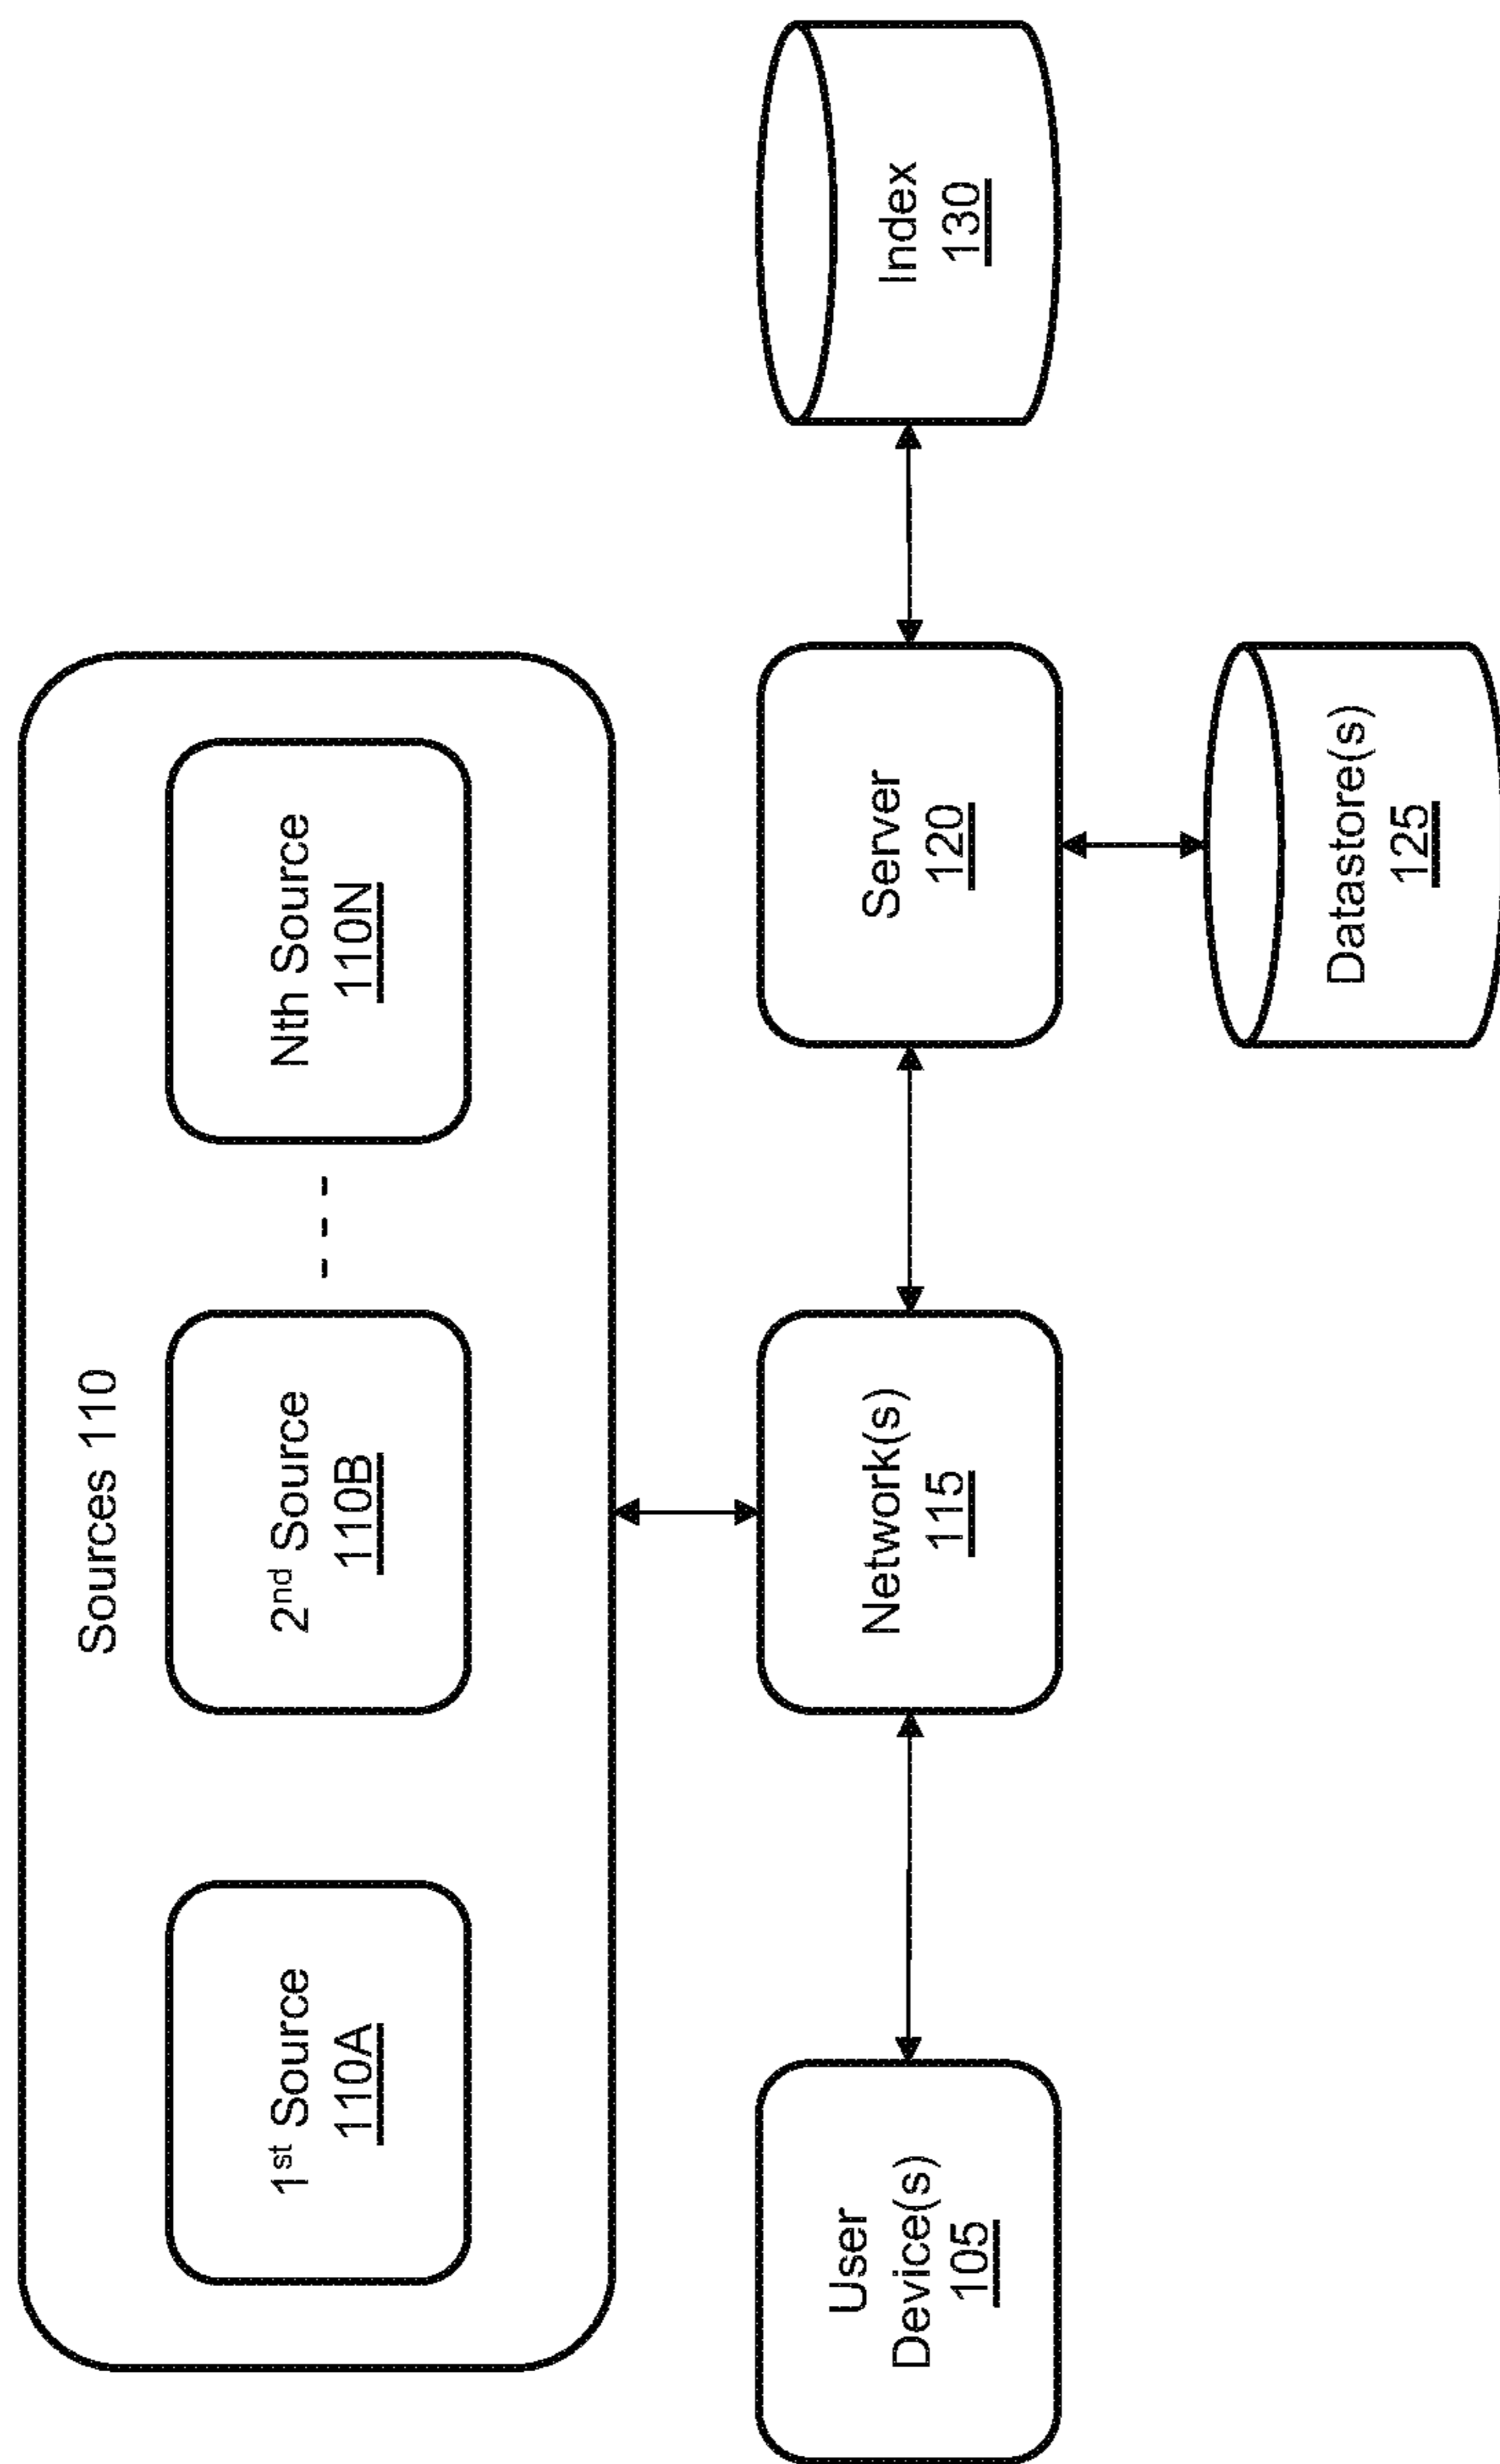 Sources 110
1st Source
110A
2nd Source
110B
Nth Source
110N
User
Device(s)
105
Network(s)
115
Server
120
Index
130
Datastore(s)
125